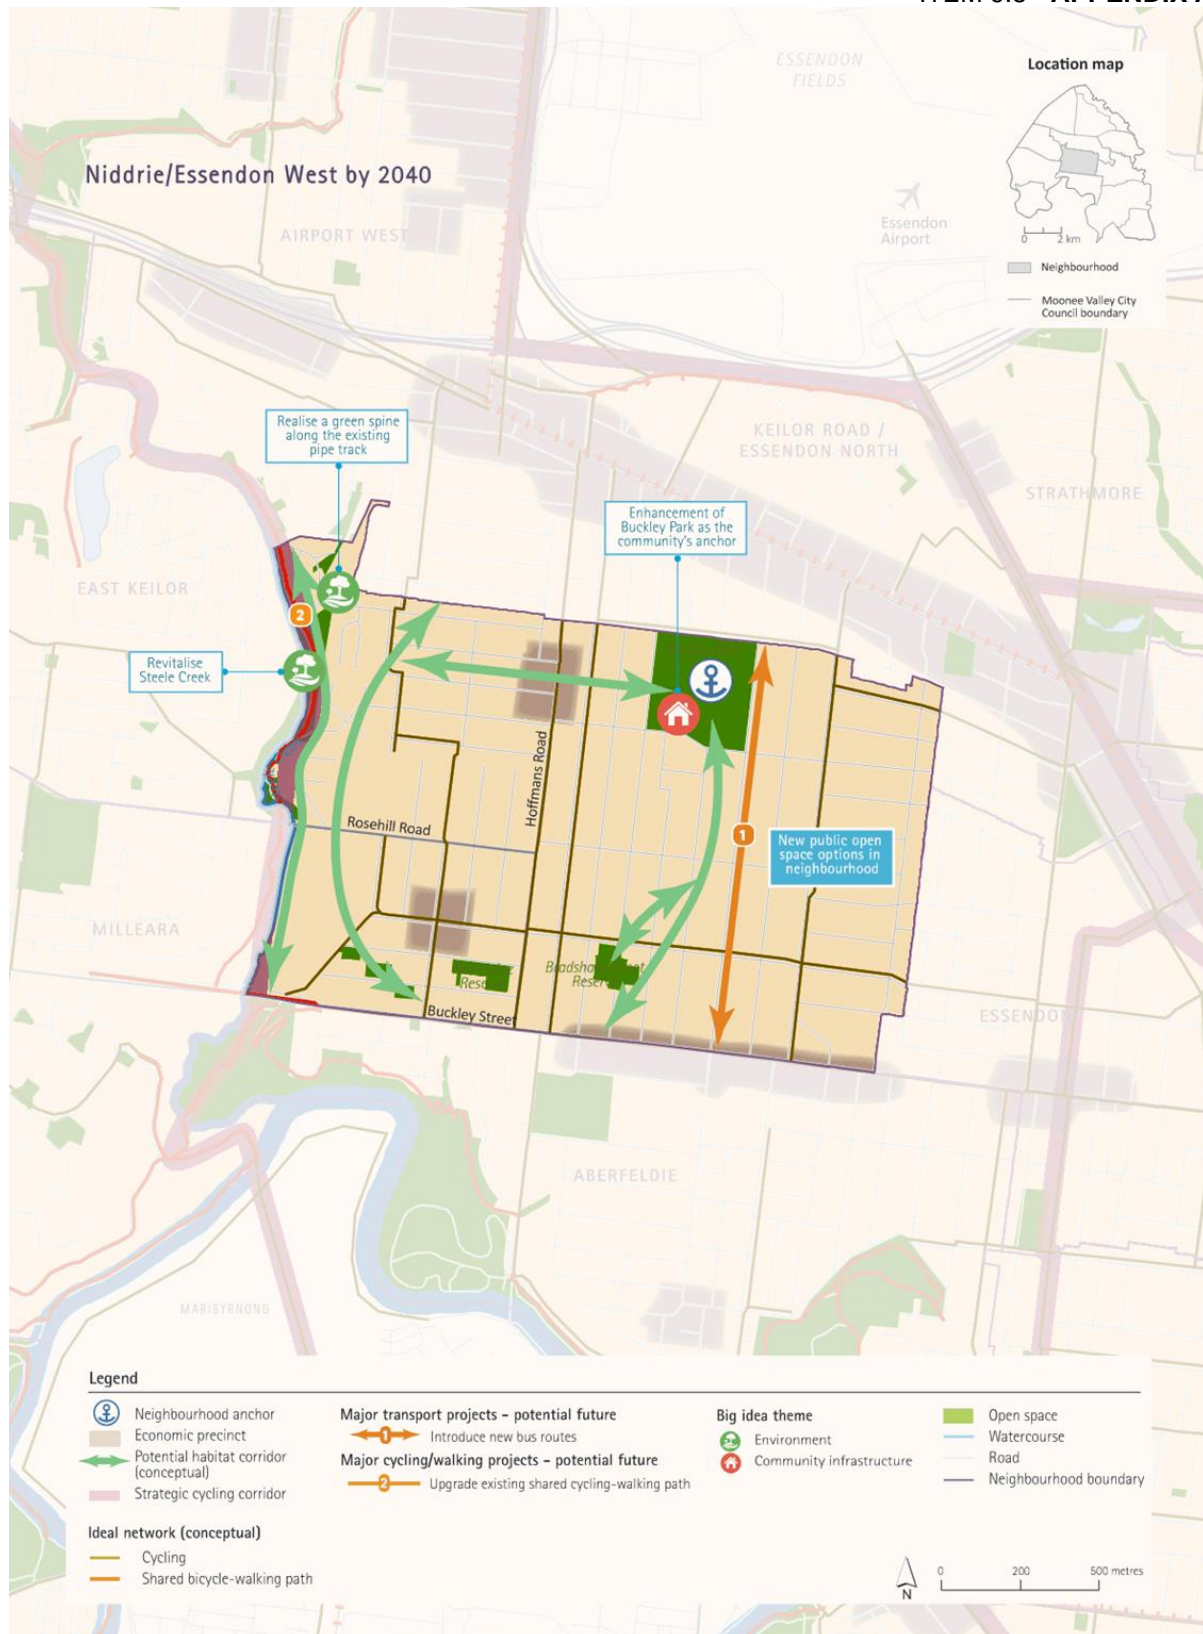 APPENDIX
ESSENDON
FIELDS
Location map
Niddrie/Essendon West by 2040
AIRPORT WEST
Essendon
Airport
0 2 km
Neighbourhood
Moonee Valley City
Council boundary
Realise a green spine
along the existing
pipe track
KEILOR ROAD /
ESSENDON NORTH
STRATHMORE
Enhancement of
Buckley Park as the
community's anchor
EAST KEILOR
2
Revitalise
Steele Creek
Hoffmans Road
Rosehill Road
1
New public open
space options in
neighbourhood
MILLEARA
Buckley Street
ESSENDON
ABERFELDIE
MARIBYRNONG
Legend
Neighbourhood anchor
Economic precinct
Potential habitat corridor
(conceptual)
Strategic cycling corridor
Ideal network (conceptual)
Cycling
Shared bicycle-walking path
Major transport projects – potential future
1 Introduce new bus routes
Major cycling/walking projects – potential future
2 Upgrade existing shared cycling-walking path
Big idea theme
Environment
Community infrastructure
Open space
Watercourse
Road
Neighbourhood boundary
N
0 200 500 metres